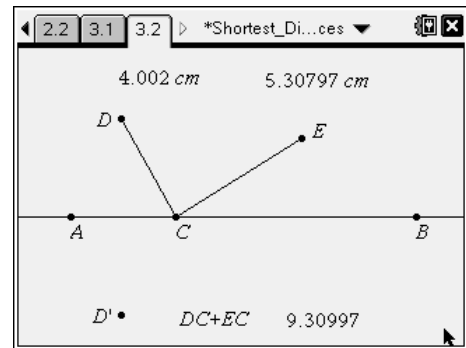 2.2 3.1 3.2 *Shortest_Di...ces
4.002 cm 5.30797 cm
D
E
A C B
D' DC+EC 9.30997